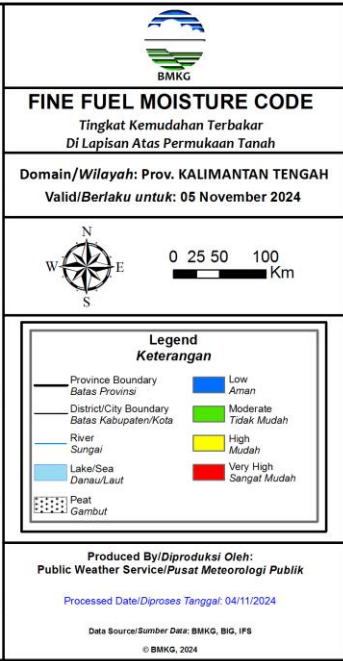 BMKG
FINE FUEL MOISTURE CODE
Tingkat Kemudahan Terbakar
Di Lapisan Atas Permukaan Tanah
Domain/Wilayah: Prov. KALIMANTAN TENGAH
Valid/Berlaku untuk: 05 November 2024
N
W E
S
0 25 50 100
Km
Legend
Keterangan
Province Boundary
Batas Provinsi
District/City Boundary
Batas Kabupaten/Kota
River
Sungai
Lake/Sea
Danau/Laut
Peat
Gambut
Low
Aman
Moderate
Tidak Mudah
High
Mudah
Very High
Sangat Mudah
Produced By/Diproduksi Oleh:
Public Weather Service/Pusat Meteorologi Publik
Processed Date/Diproses Tanggal: 04/11/2024
Data Source/Sumber Data: BMKG, BIG, IFS
© BMKG, 2024